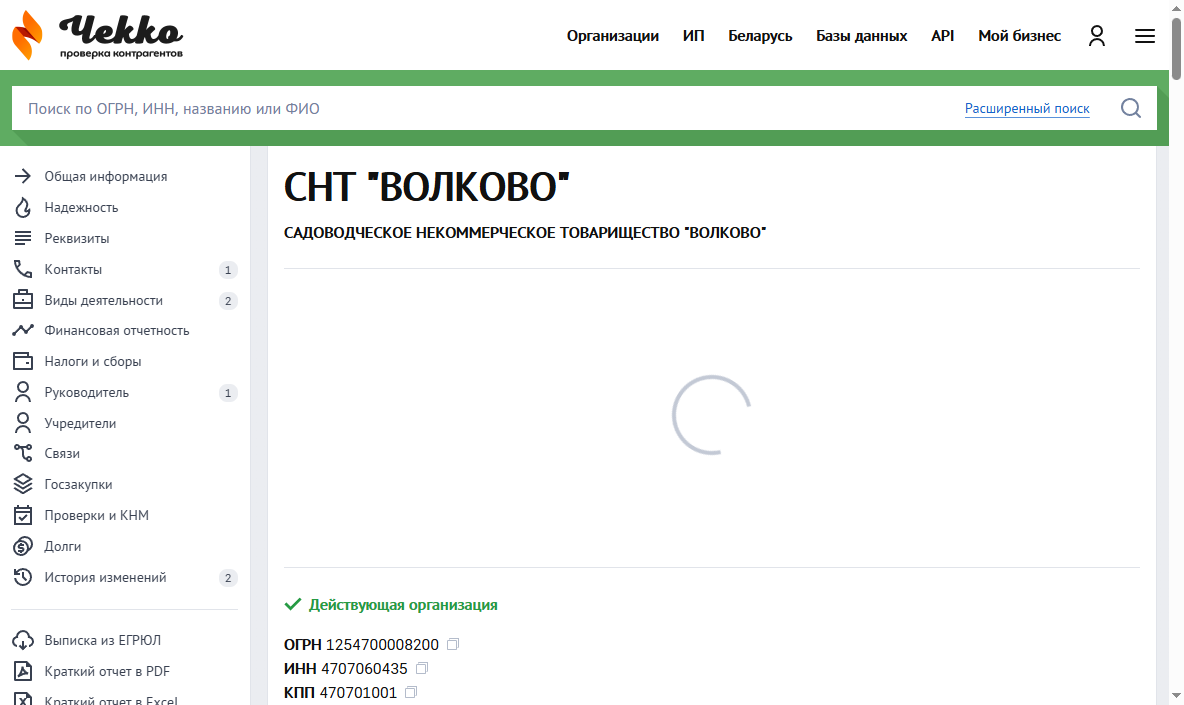 Чекко
проверка контрагентов
Организации ИП Беларусь Базы данных API Мой бизнес
Поиск по ОГРН, ИНН, названию или ФИО Расширенный поиск
Общая информация
Надежность
Реквизиты
Контакты 1
Виды деятельности 2
Финансовая отчетность
Налоги и сборы
Руководитель 1
Учредители
Связи
Госзакупки
Проверки и КНМ
Долги
История изменений 2
Выписка из ЕГРЮЛ
Краткий отчет в PDF
Краткий отчет в Excel
СНТ "ВОЛКОВО"
САДОВОДЧЕСКОЕ НЕКОММЕРЧЕСКОЕ ТОВАРИЩЕСТВО "ВОЛКОВО"
Действующая организация
ОГРН 1254700008200
ИНН 4707060435
КПП 470701001